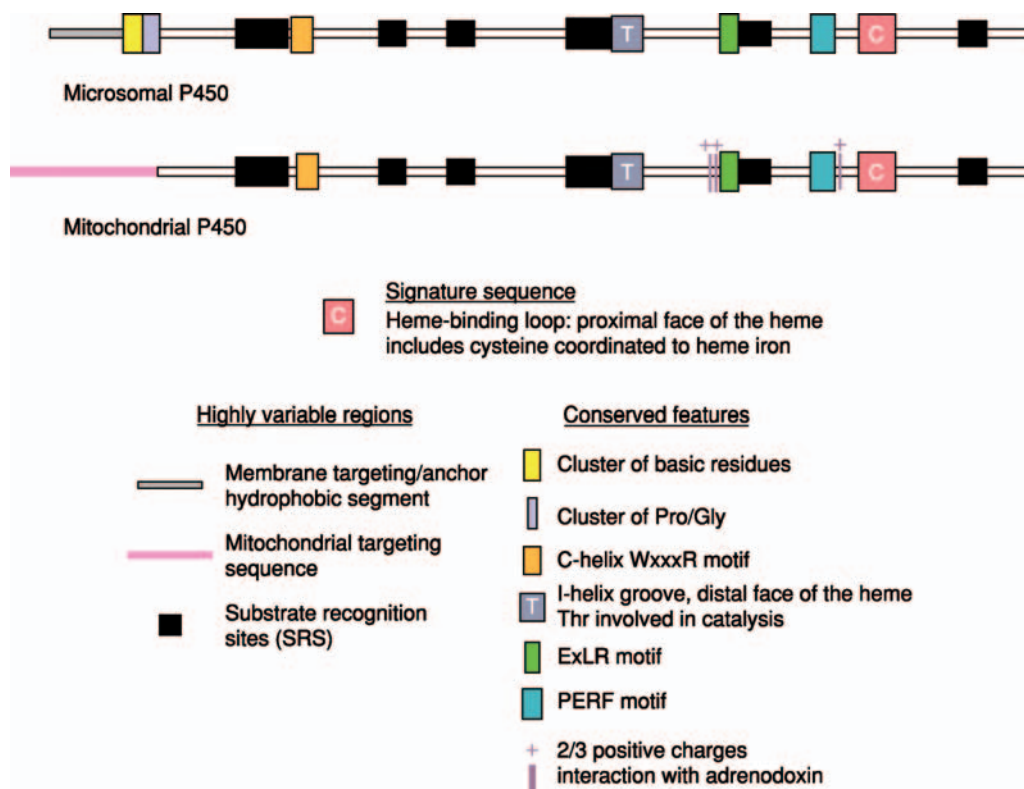 T
C
Microsomal P450
++
+
T
C
Mitochondrial P450
Signature sequence
C
Heme-binding loop: proximal face of the heme
includes cysteine coordinated to heme iron
Highly variable regions
Membrane targeting/anchor
hydrophobic segment
Mitochondrial targeting
sequence
Substrate recognition
sites (SRS)
Conserved features
Cluster of basic residues
Cluster of Pro/Gly
C-helix WxxxR motif
T
I-helix groove, distal face of the heme
Thr involved in catalysis
ExLR motif
PERF motif
+ 2/3 positive charges
interaction with adrenodoxin